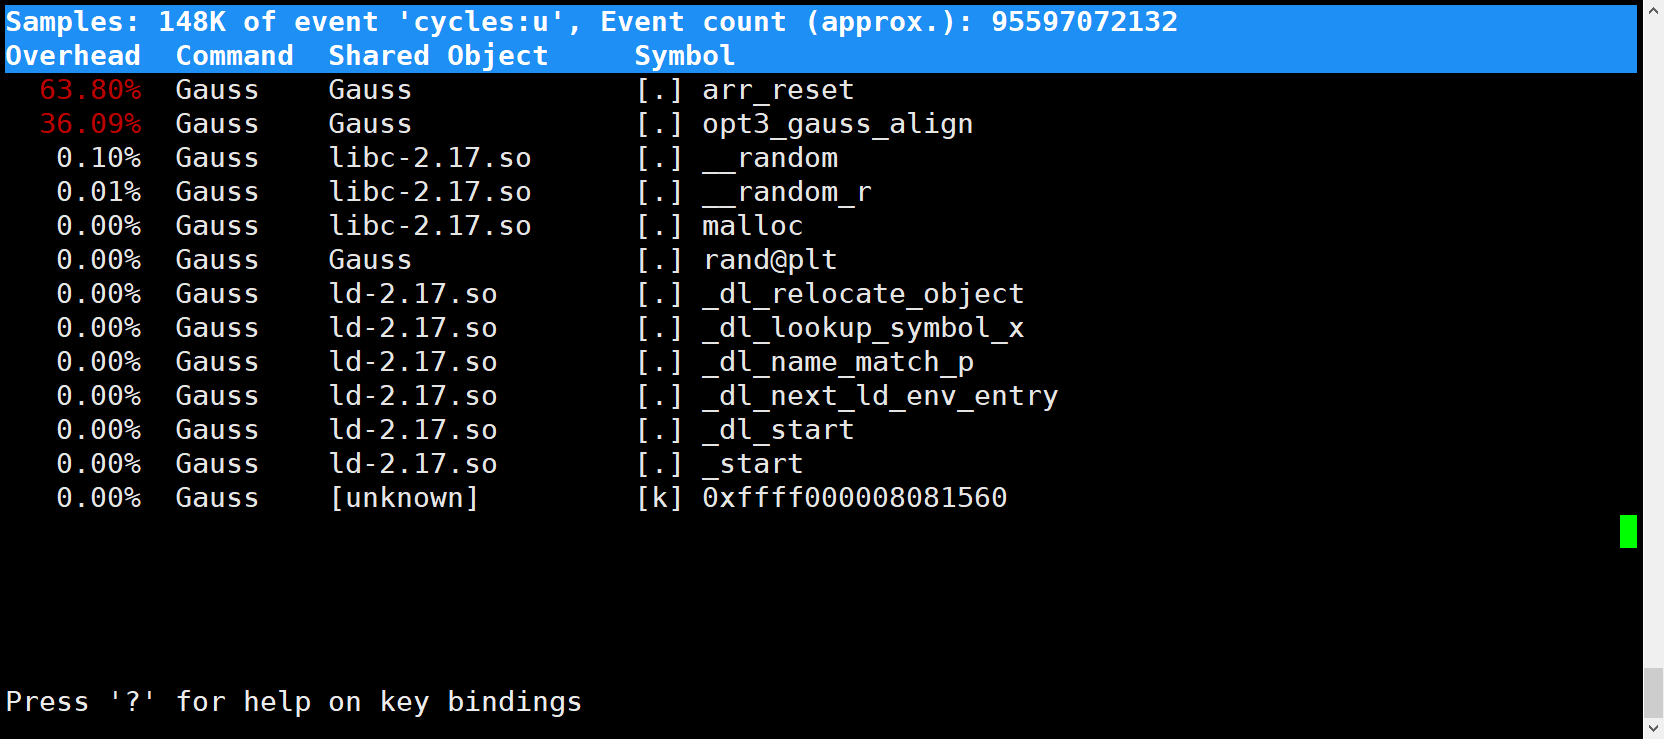 Samples: 148K of event 'cycles:u', Event count (approx.): 95597072132
Overhead  Command  Shared Object     Symbol
  63.80%  Gauss    Gauss             [.] arr_reset
  36.09%  Gauss    Gauss             [.] opt3_gauss_align
   0.10%  Gauss    libc-2.17.so      [.] __random
   0.01%  Gauss    libc-2.17.so      [.] __random_r
   0.00%  Gauss    libc-2.17.so      [.] malloc
   0.00%  Gauss    Gauss             [.] rand@plt
   0.00%  Gauss    ld-2.17.so        [.] _dl_relocate_object
   0.00%  Gauss    ld-2.17.so        [.] _dl_lookup_symbol_x
   0.00%  Gauss    ld-2.17.so        [.] _dl_name_match_p
   0.00%  Gauss    ld-2.17.so        [.] _dl_next_ld_env_entry
   0.00%  Gauss    ld-2.17.so        [.] _dl_start
   0.00%  Gauss    ld-2.17.so        [.] _start
   0.00%  Gauss    [unknown]         [k] 0xffff000008081560
Press '?' for help on key bindings